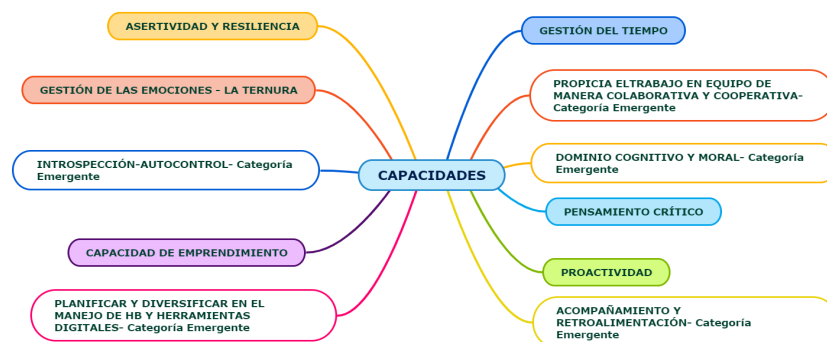 ASERTIVIDAD Y RESILIENCIA
GESTIÓN DE LAS EMOCIONES - LA TERNURA
INTROSPECCIÓN-AUTOCONTROL- Categoría
Emergente
CAPACIDAD DE EMPRENDIMIENTO
PLANIFICAR Y DIVERSIFICAR EN EL
MANEJO DE HB Y HERRAMIENTAS
DIGITALES- Categoría Emergente
CAPACIDADES
GESTIÓN DEL TIEMPO
PROPICIA ELTRABAJO EN EQUIPO DE
MANERA COLABORATIVA Y COOPERATIVA-
Categoría Emergente
DOMINIO COGNITIVO Y MORAL- Categoría
Emergente
PENSAMIENTO CRÍTICO
PROACTIVIDAD
ACOMPAÑAMIENTO Y
RETROALIMENTACIÓN- Categoría
Emergente